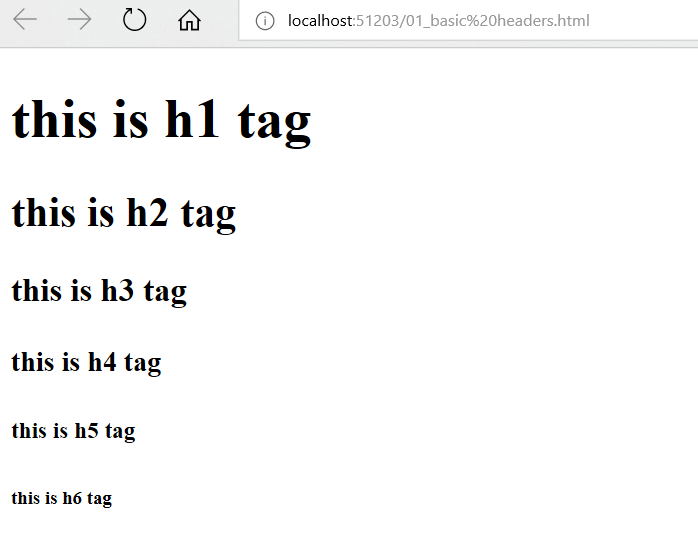 localhost:51203/01_basic%20headers.html
this is h1 tag
this is h2 tag
this is h3 tag
this is h4 tag
this is h5 tag
this is h6 tag